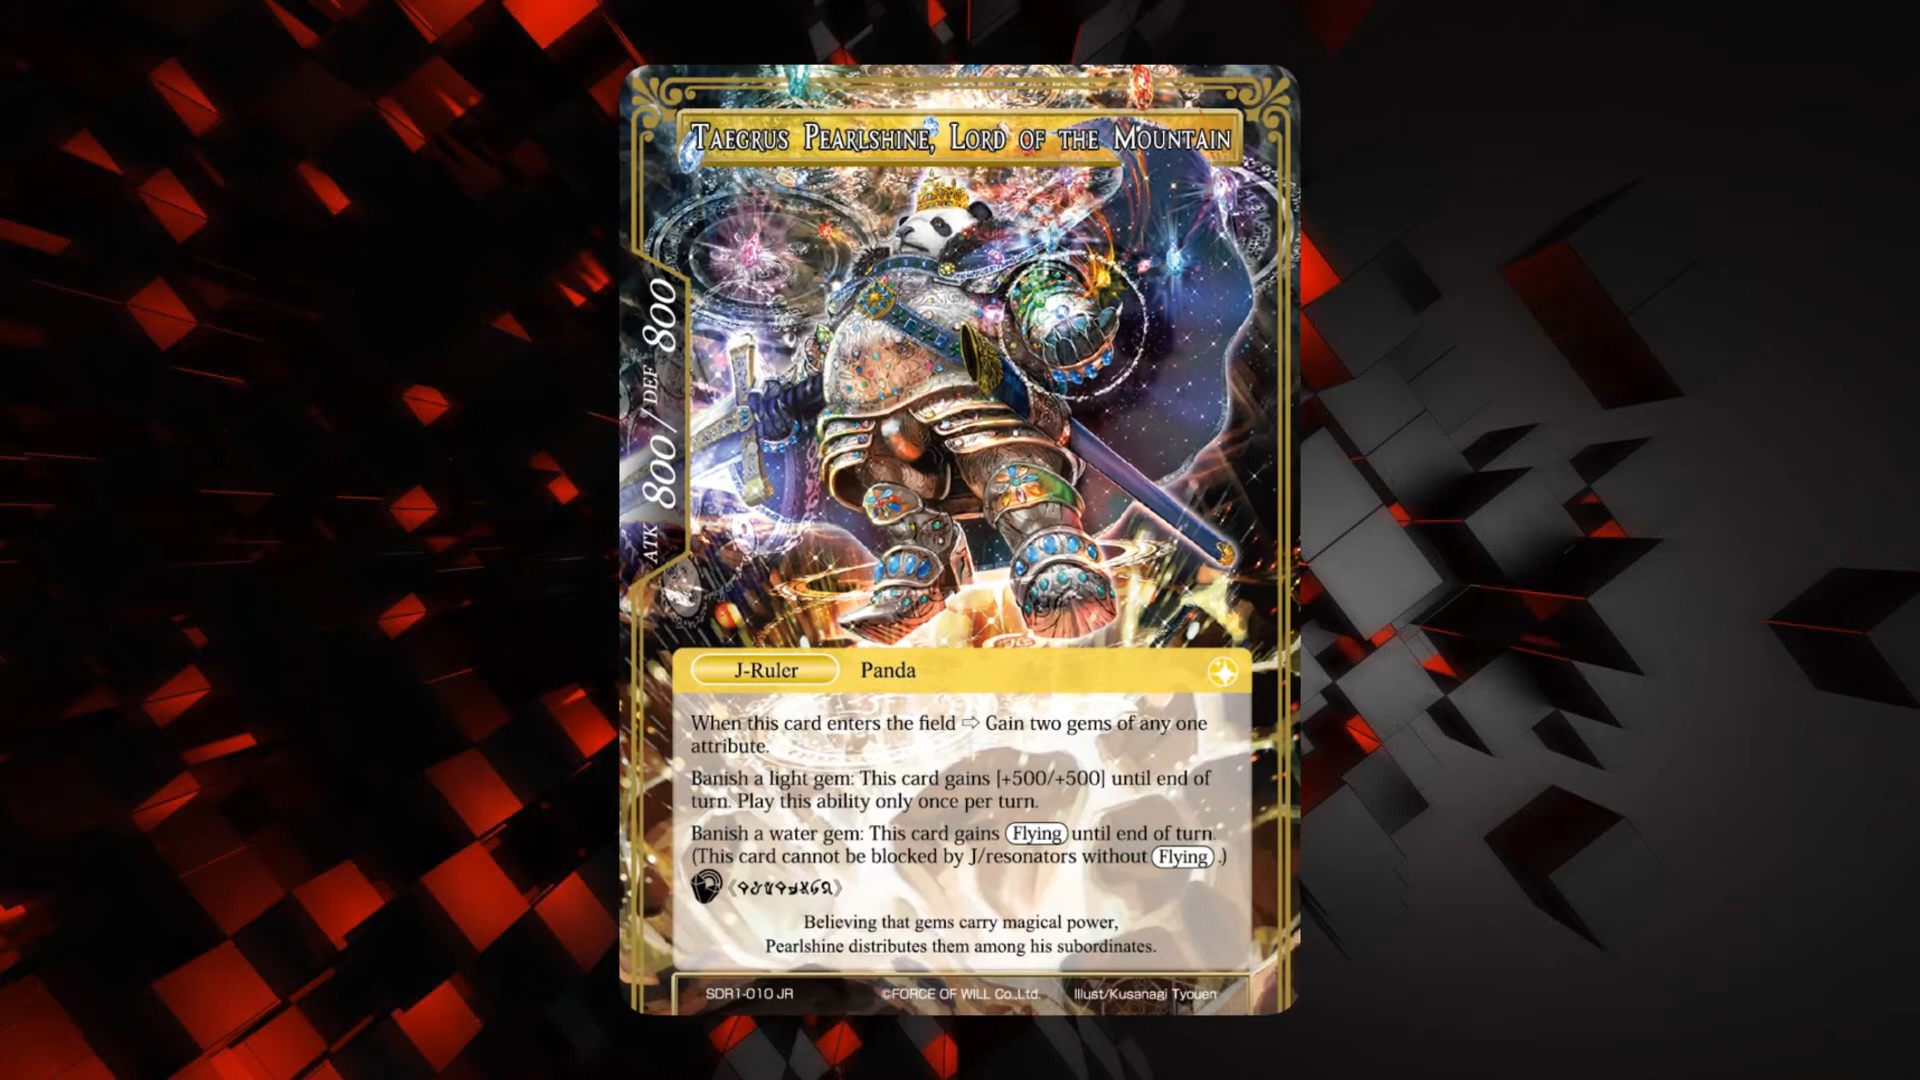 Taegrus Pearlshine, Lord of the Mountain
ATK 800 / DEF 800
J-Ruler Panda
When this card enters the field ⇨ Gain two gems of any one
attribute.
Banish a light gem: This card gains [+500/+500] until end of
turn. Play this ability only once per turn.
Banish a water gem: This card gains Flying until end of turn.
(This card cannot be blocked by J/resonators without Flying.)
Believing that gems carry magical power,
Pearlshine distributes them among his subordinates.
SDR1-010 JR ©FORCE OF WILL Co.,Ltd. Illust/Kusanagi Tyouen